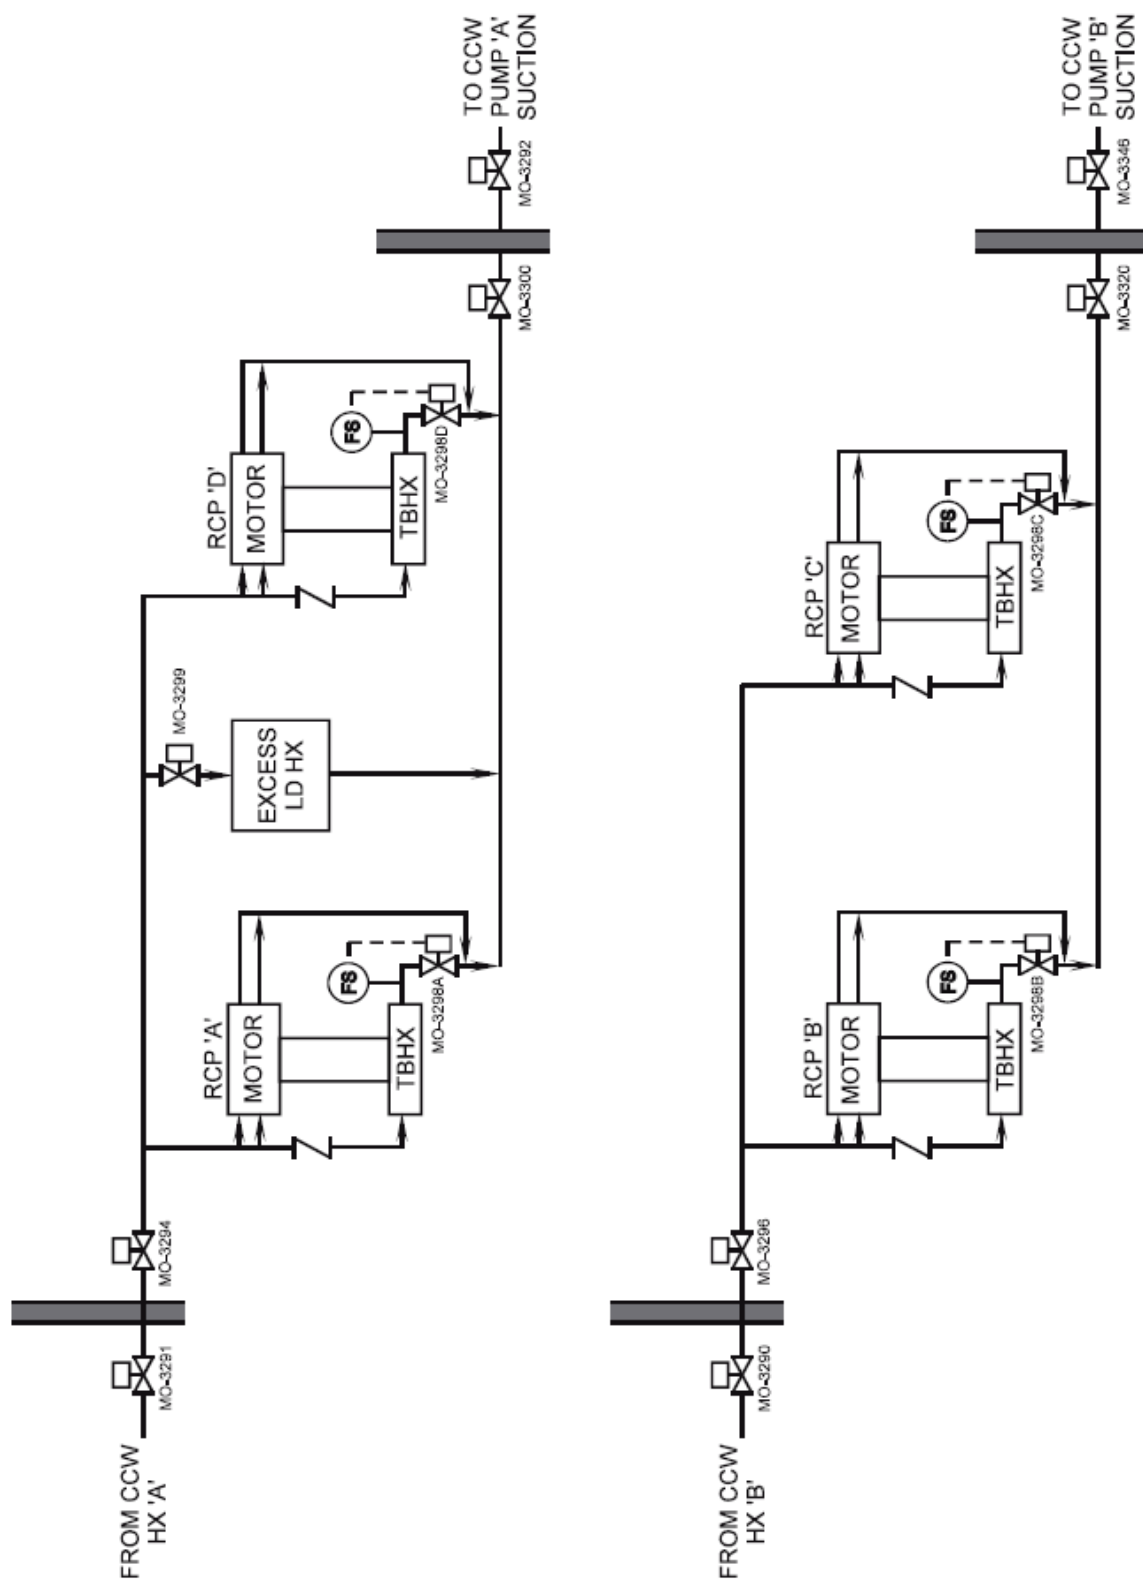 FROM CCW
HX 'A'
MO-3291
MO-3294
RCP 'A'
MOTOR
TBHX
FS
MO-3298A
MO-3299
EXCESS
LD HX
RCP 'D'
MOTOR
TBHX
FS
MO-3298D
MO-3300
MO-3292
TO CCW
PUMP 'A'
SUCTION
FROM CCW
HX 'B'
MO-3290
MO-3296
RCP 'B'
MOTOR
TBHX
FS
MO-3298B
RCP 'C'
MOTOR
TBHX
FS
MO-3298C
MO-3320
MO-3346
TO CCW
PUMP 'B'
SUCTION